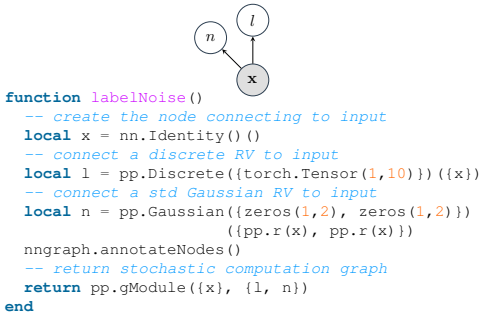 l
n
x
function labelNoise()
  -- create the node connecting to input
  local x = nn.Identity()()
  -- connect a discrete RV to input
  local l = pp.Discrete({torch.Tensor(1,10)})({x})
  -- connect a std Gaussian RV to input
  local n = pp.Gaussian({zeros(1,2), zeros(1,2)})
                       ({pp.r(x), pp.r(x)})
  nngraph.annotateNodes()
  -- return stochastic computation graph
  return pp.gModule({x}, {l, n})
end